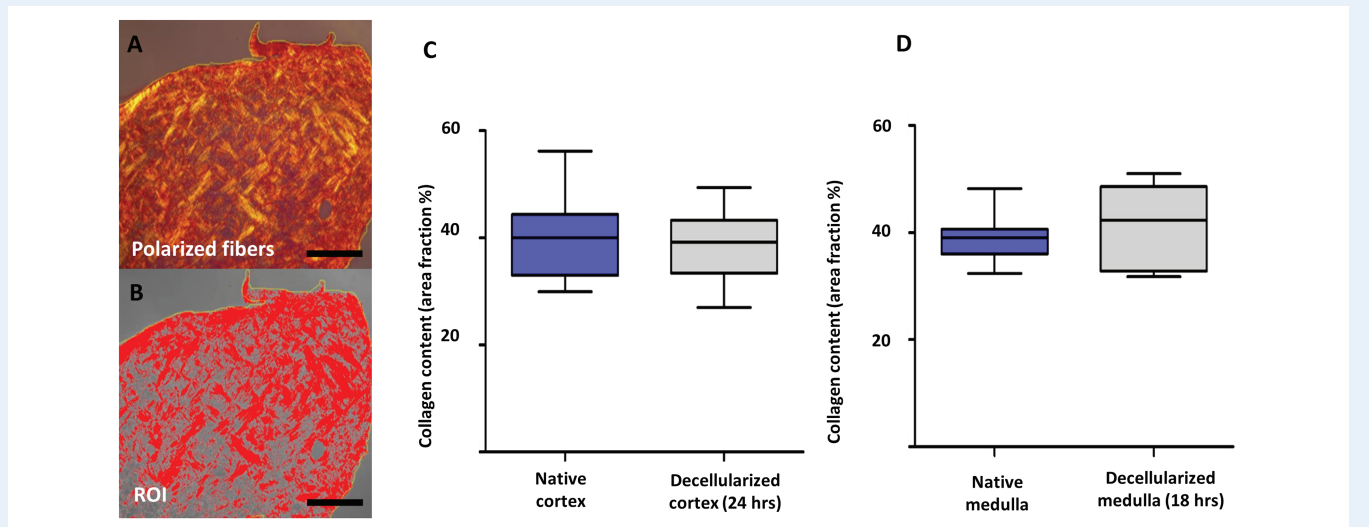 A
Polarized fibers
B
ROI
C
Collagen content (area fraction %)
60
40
20
Native
cortex
Decellularized
cortex (24 hrs)
D
Collagen content (area fraction %)
60
40
20
Native
medulla
Decellularized
medulla (18 hrs)